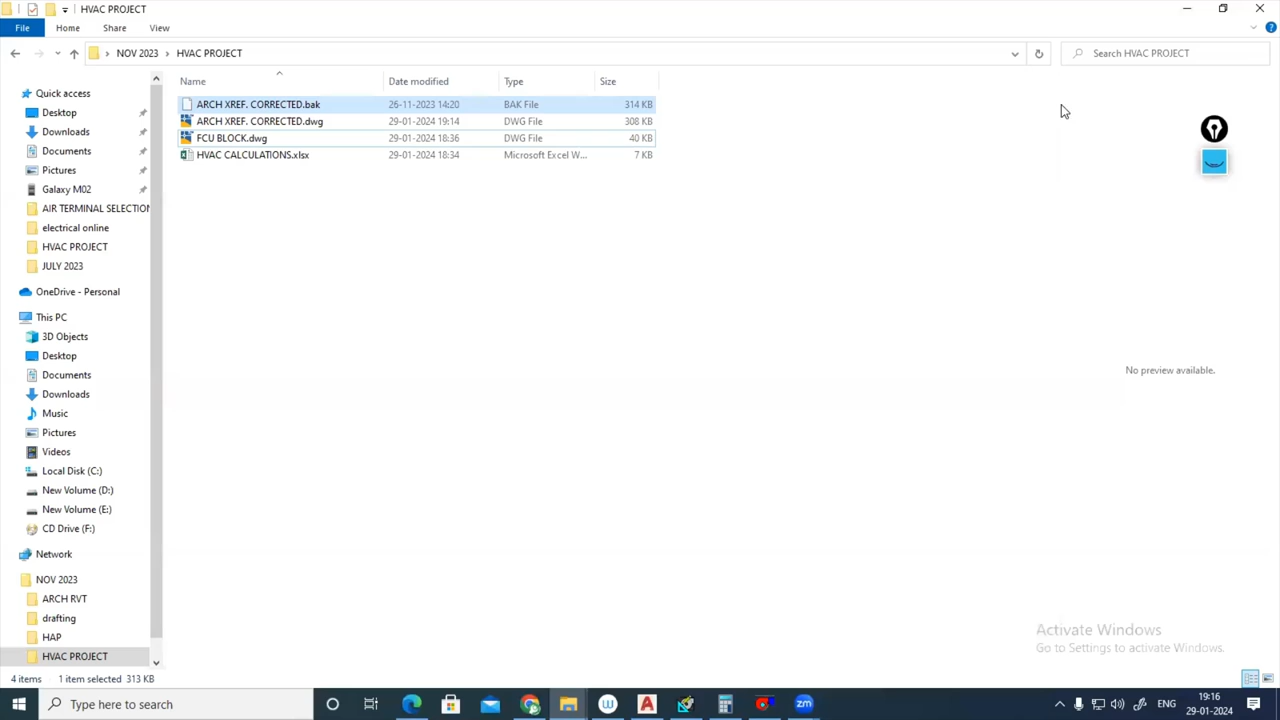 HVAC PROJECT
File Home Share View
NOV 2023 HVAC PROJECT
Search HVAC PROJECT
Name Date modified Type Size
ARCH XREF. CORRECTED.bak 26-11-2023 14:20 BAK File 314 KB
ARCH XREF. CORRECTED.dwg 29-01-2024 19:14 DWG File 308 KB
FCU BLOCK.dwg 29-01-2024 18:36 DWG File 40 KB
HVAC CALCULATIONS.xlsx 29-01-2024 18:34 Microsoft Excel W... 7 KB
Quick access
Desktop
Downloads
Documents
Pictures
Galaxy M02
AIR TERMINAL SELECTION
electrical online
HVAC PROJECT
JULY 2023
OneDrive - Personal
This PC
3D Objects
Desktop
Documents
Downloads
Music
Pictures
Videos
Local Disk (C:)
New Volume (D:)
New Volume (E:)
CD Drive (F:)
Network
NOV 2023
ARCH RVT
drafting
HAP
HVAC PROJECT
No preview available.
Activate Windows
Go to Settings to activate Windows.
4 items 1 item selected 313 KB
Type here to search
ENG
19:16
29-01-2024